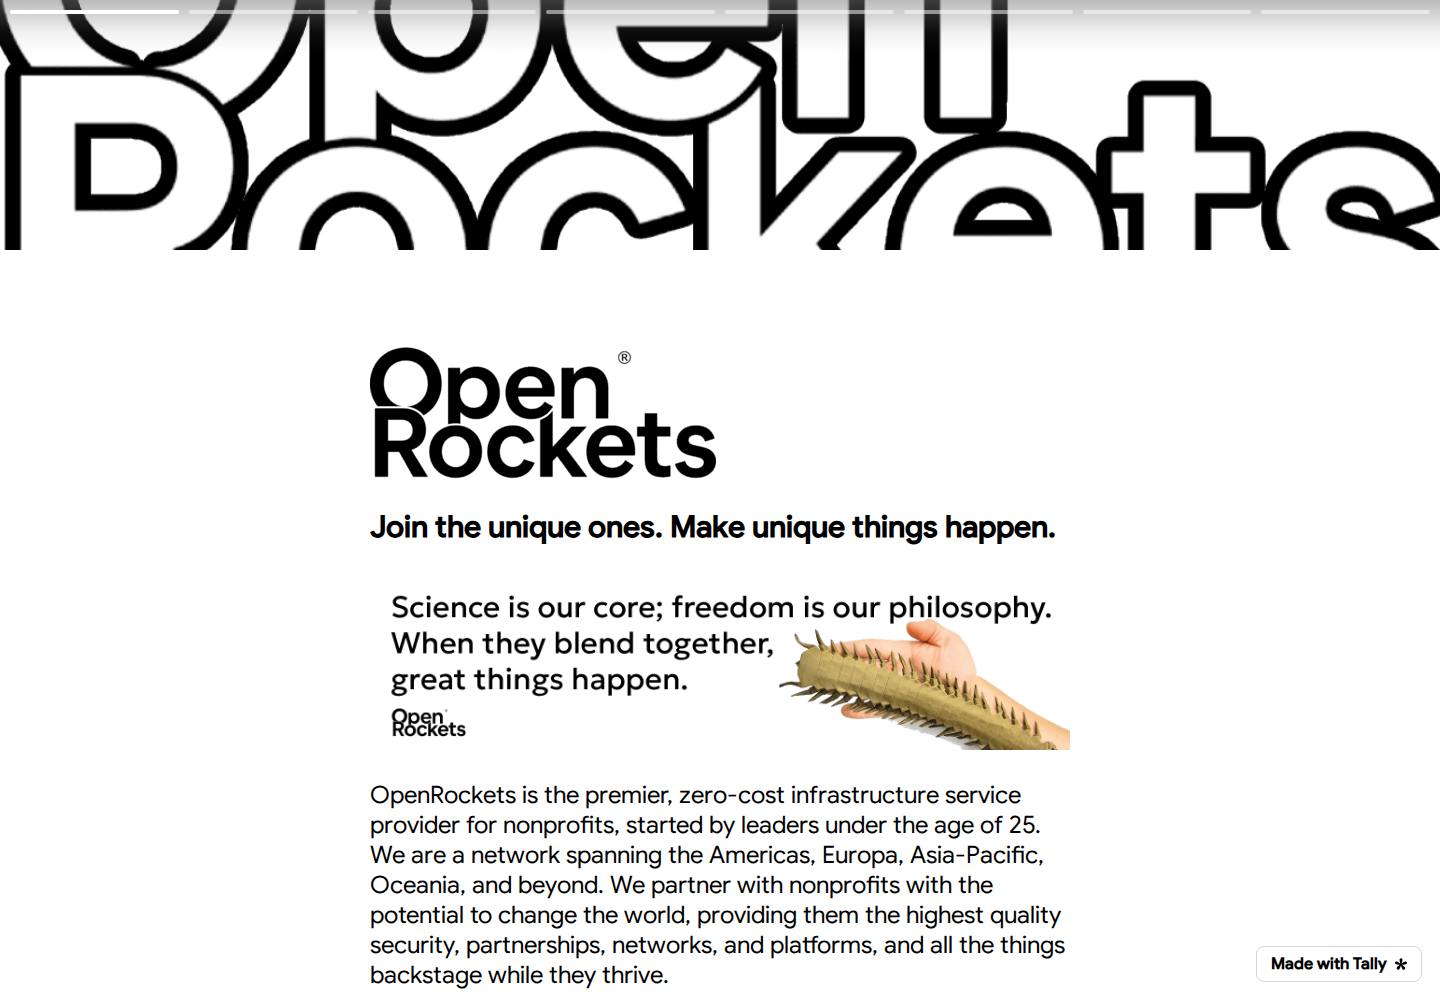 Open
Rockets
Open®
Rockets
Join the unique ones. Make unique things happen.
Science is our core; freedom is our philosophy.
When they blend together,
great things happen.
Open
Rockets
OpenRockets is the premier, zero-cost infrastructure service
provider for nonprofits, started by leaders under the age of 25.
We are a network spanning the Americas, Europa, Asia-Pacific,
Oceania, and beyond. We partner with nonprofits with the
potential to change the world, providing them the highest quality
security, partnerships, networks, and platforms, and all the things
backstage while they thrive.
Made with Tally *